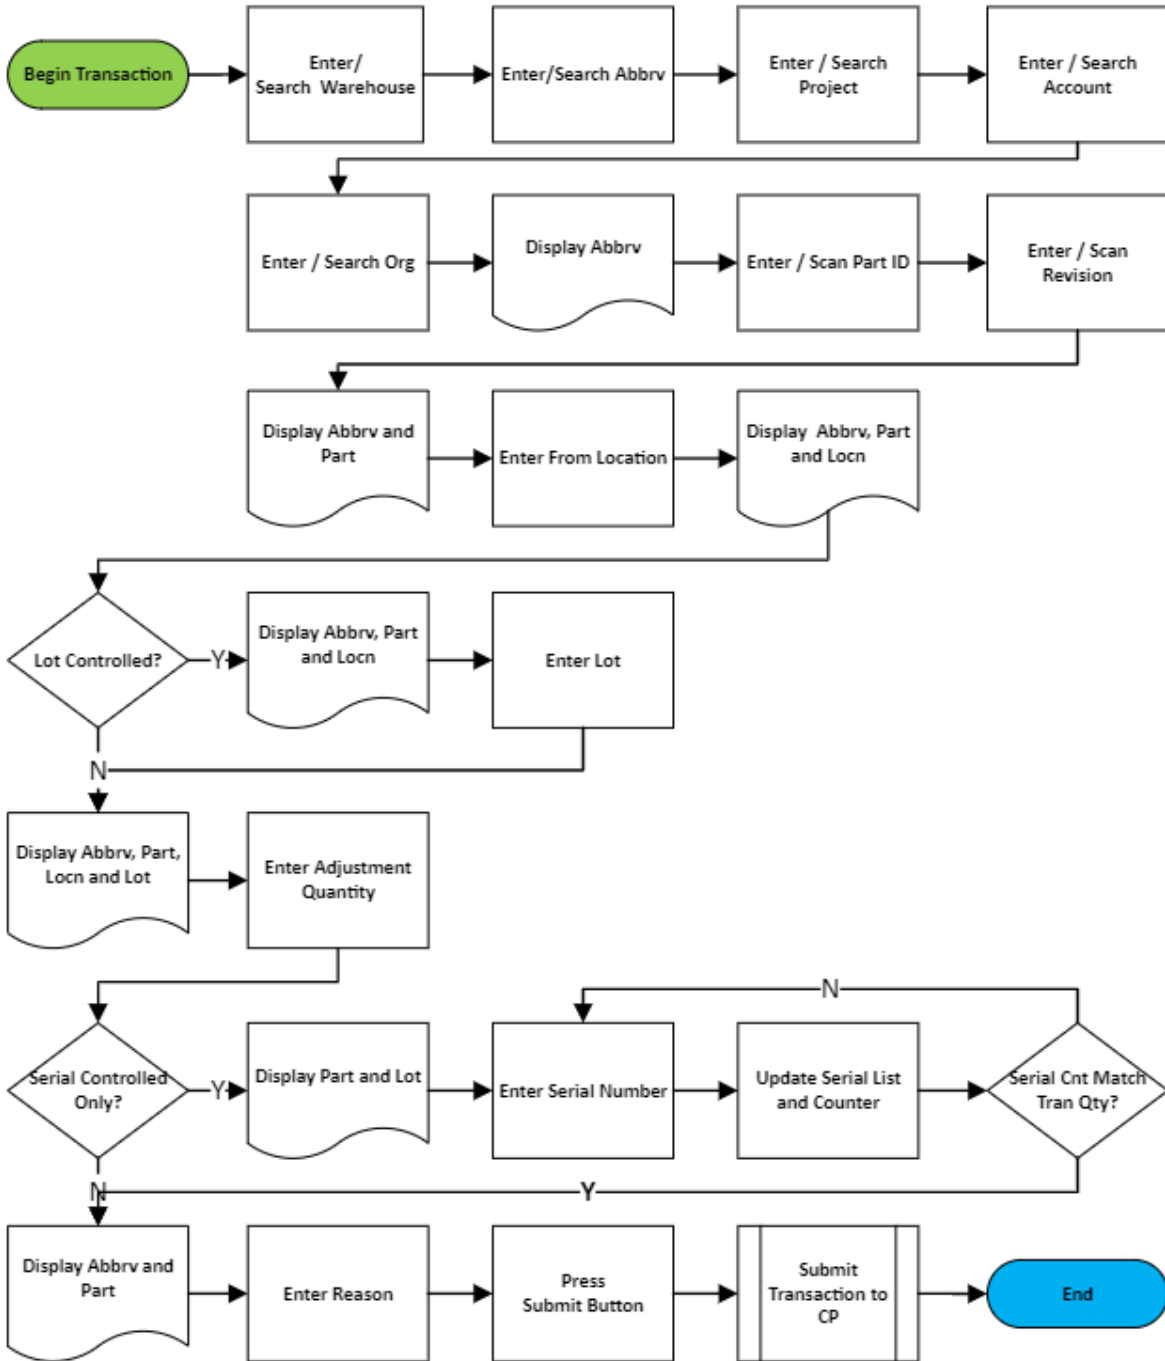 Begin Transaction
Enter/
Search  Warehouse
Enter/Search Abbrv
Enter / Search
Project
Enter / Search
Account
Enter / Search Org
Display Abbrv
Enter / Scan Part ID
Enter / Scan
Revision
Display Abbrv and
Part
Enter From Location
Display  Abbrv, Part
and Locn
Lot Controlled?
Y
Display Abbrv, Part
and Locn
Enter Lot
N
Display Abbrv, Part,
Locn and Lot
Enter Adjustment
Quantity
N
Serial Controlled
Only?
Y
Display Part and Lot
Enter Serial Number
Update Serial List
and Counter
Serial Cnt Match
Tran Qty?
N
Y
Display Abbrv and
Part
Enter Reason
Press
Submit Button
Submit
Transaction to
CP
End